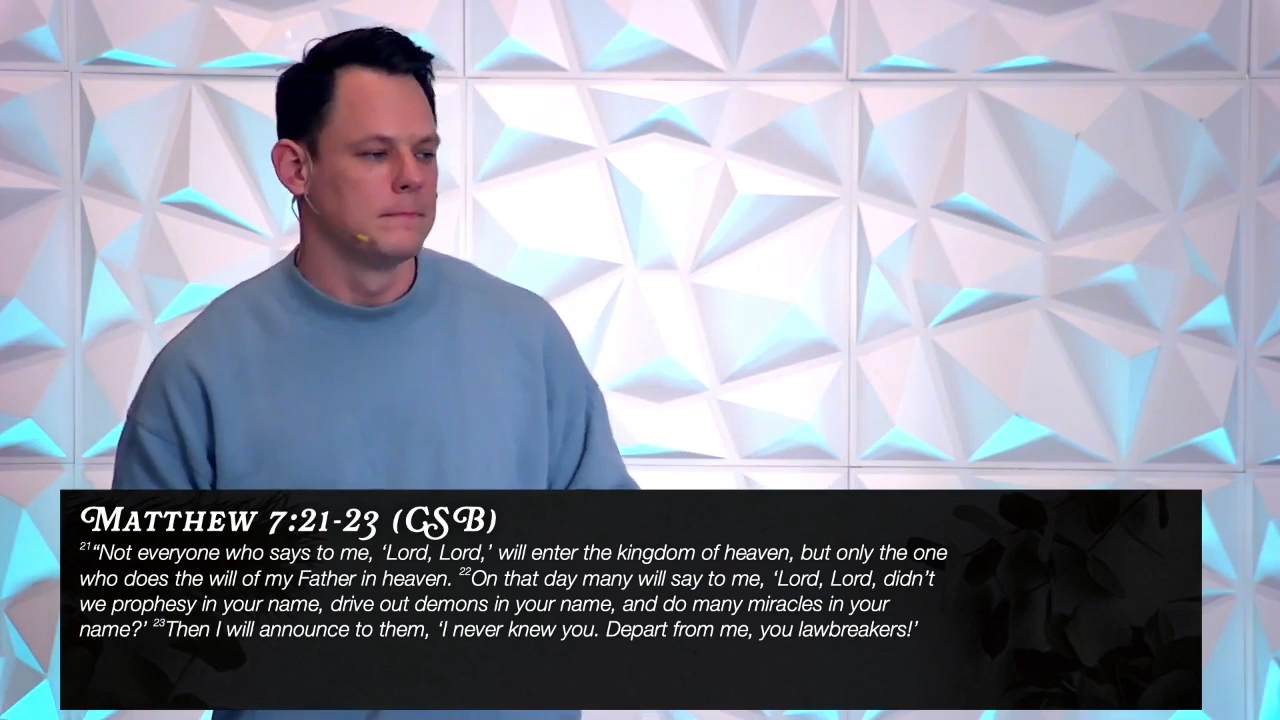 Matthew 7:21-23 (CSB)
21“Not everyone who says to me, ‘Lord, Lord,’ will enter the kingdom of heaven, but only the one
who does the will of my Father in heaven. 22On that day many will say to me, ‘Lord, Lord, didn’t
we prophesy in your name, drive out demons in your name, and do many miracles in your
name?’ 23Then I will announce to them, ‘I never knew you. Depart from me, you lawbreakers!’